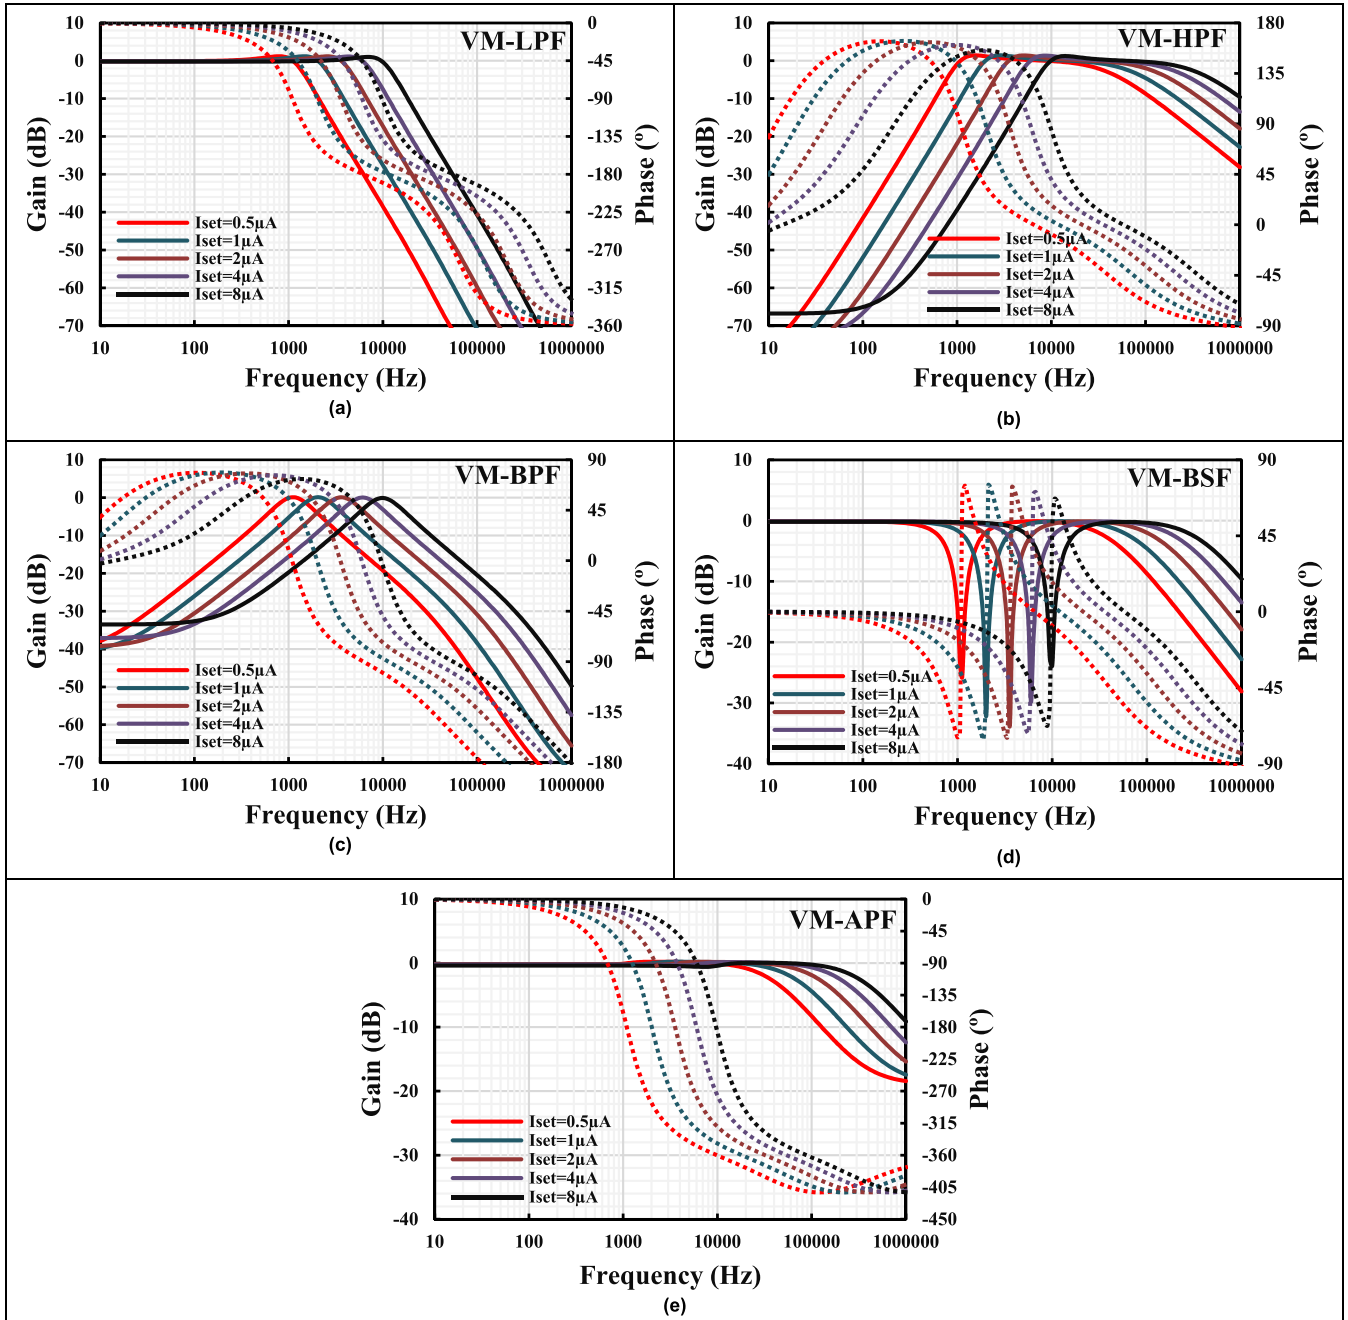 VM-LPF
10
0
-10
-20
-30
-40
-50
-60
-70
Gain (dB)
0
-45
-90
-135
-180
-225
-270
-315
-360
Phase (º)
Iset=0.5µA
Iset=1µA
Iset=2µA
Iset=4µA
Iset=8µA
10 100 1000 10000 100000 1000000
Frequency (Hz)
(a)
VM-HPF
10
0
-10
-20
-30
-40
-50
-60
-70
Gain (dB)
180
135
90
45
0
-45
-90
Phase (º)
Iset=0.5µA
Iset=1µA
Iset=2µA
Iset=4µA
Iset=8µA
10 100 1000 10000 100000 1000000
Frequency (Hz)
(b)
VM-BPF
10
0
-10
-20
-30
-40
-50
-60
-70
Gain (dB)
90
45
0
-45
-90
-135
-180
Phase (º)
Iset=0.5µA
Iset=1µA
Iset=2µA
Iset=4µA
Iset=8µA
10 100 1000 10000 100000 1000000
Frequency (Hz)
(c)
VM-BSF
10
0
-10
-20
-30
-40
Gain (dB)
90
45
0
-45
-90
Phase (º)
Iset=0.5µA
Iset=1µA
Iset=2µA
Iset=4µA
Iset=8µA
10 100 1000 10000 100000 1000000
Frequency (Hz)
(d)
VM-APF
10
0
-10
-20
-30
-40
Gain (dB)
0
-45
-90
-135
-180
-225
-270
-315
-360
-405
-450
Phase (º)
Iset=0.5µA
Iset=1µA
Iset=2µA
Iset=4µA
Iset=8µA
10 100 1000 10000 100000 1000000
Frequency (Hz)
(e)